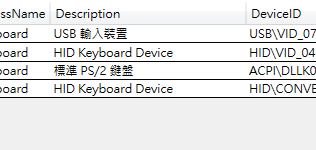 ssName Description DeviceID
board USB 輸入裝置 USB\VID_07
board HID Keyboard Device HID\VID_04
board 標準 PS/2 鍵盤 ACPI\DLLK0
board HID Keyboard Device HID\CONVE